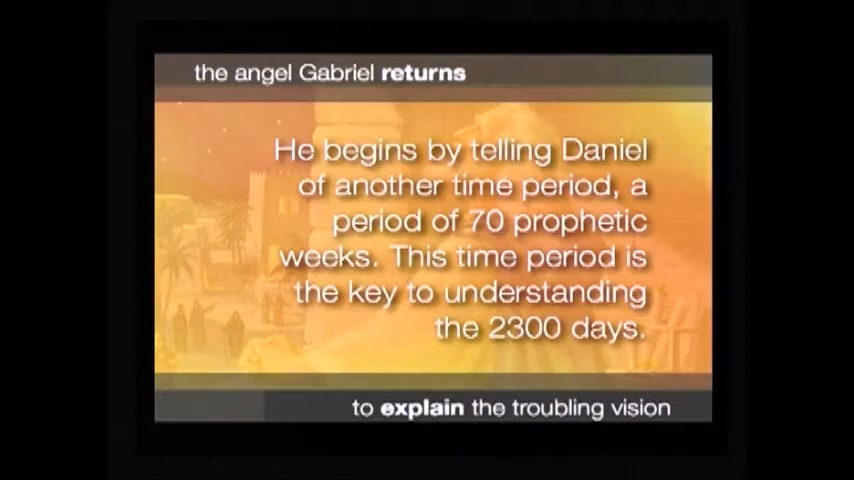 the angel Gabriel returns
He begins by telling Daniel
of another time period, a
period of 70 prophetic
weeks. This time period is
the key to understanding
the 2300 days.
to explain the troubling vision